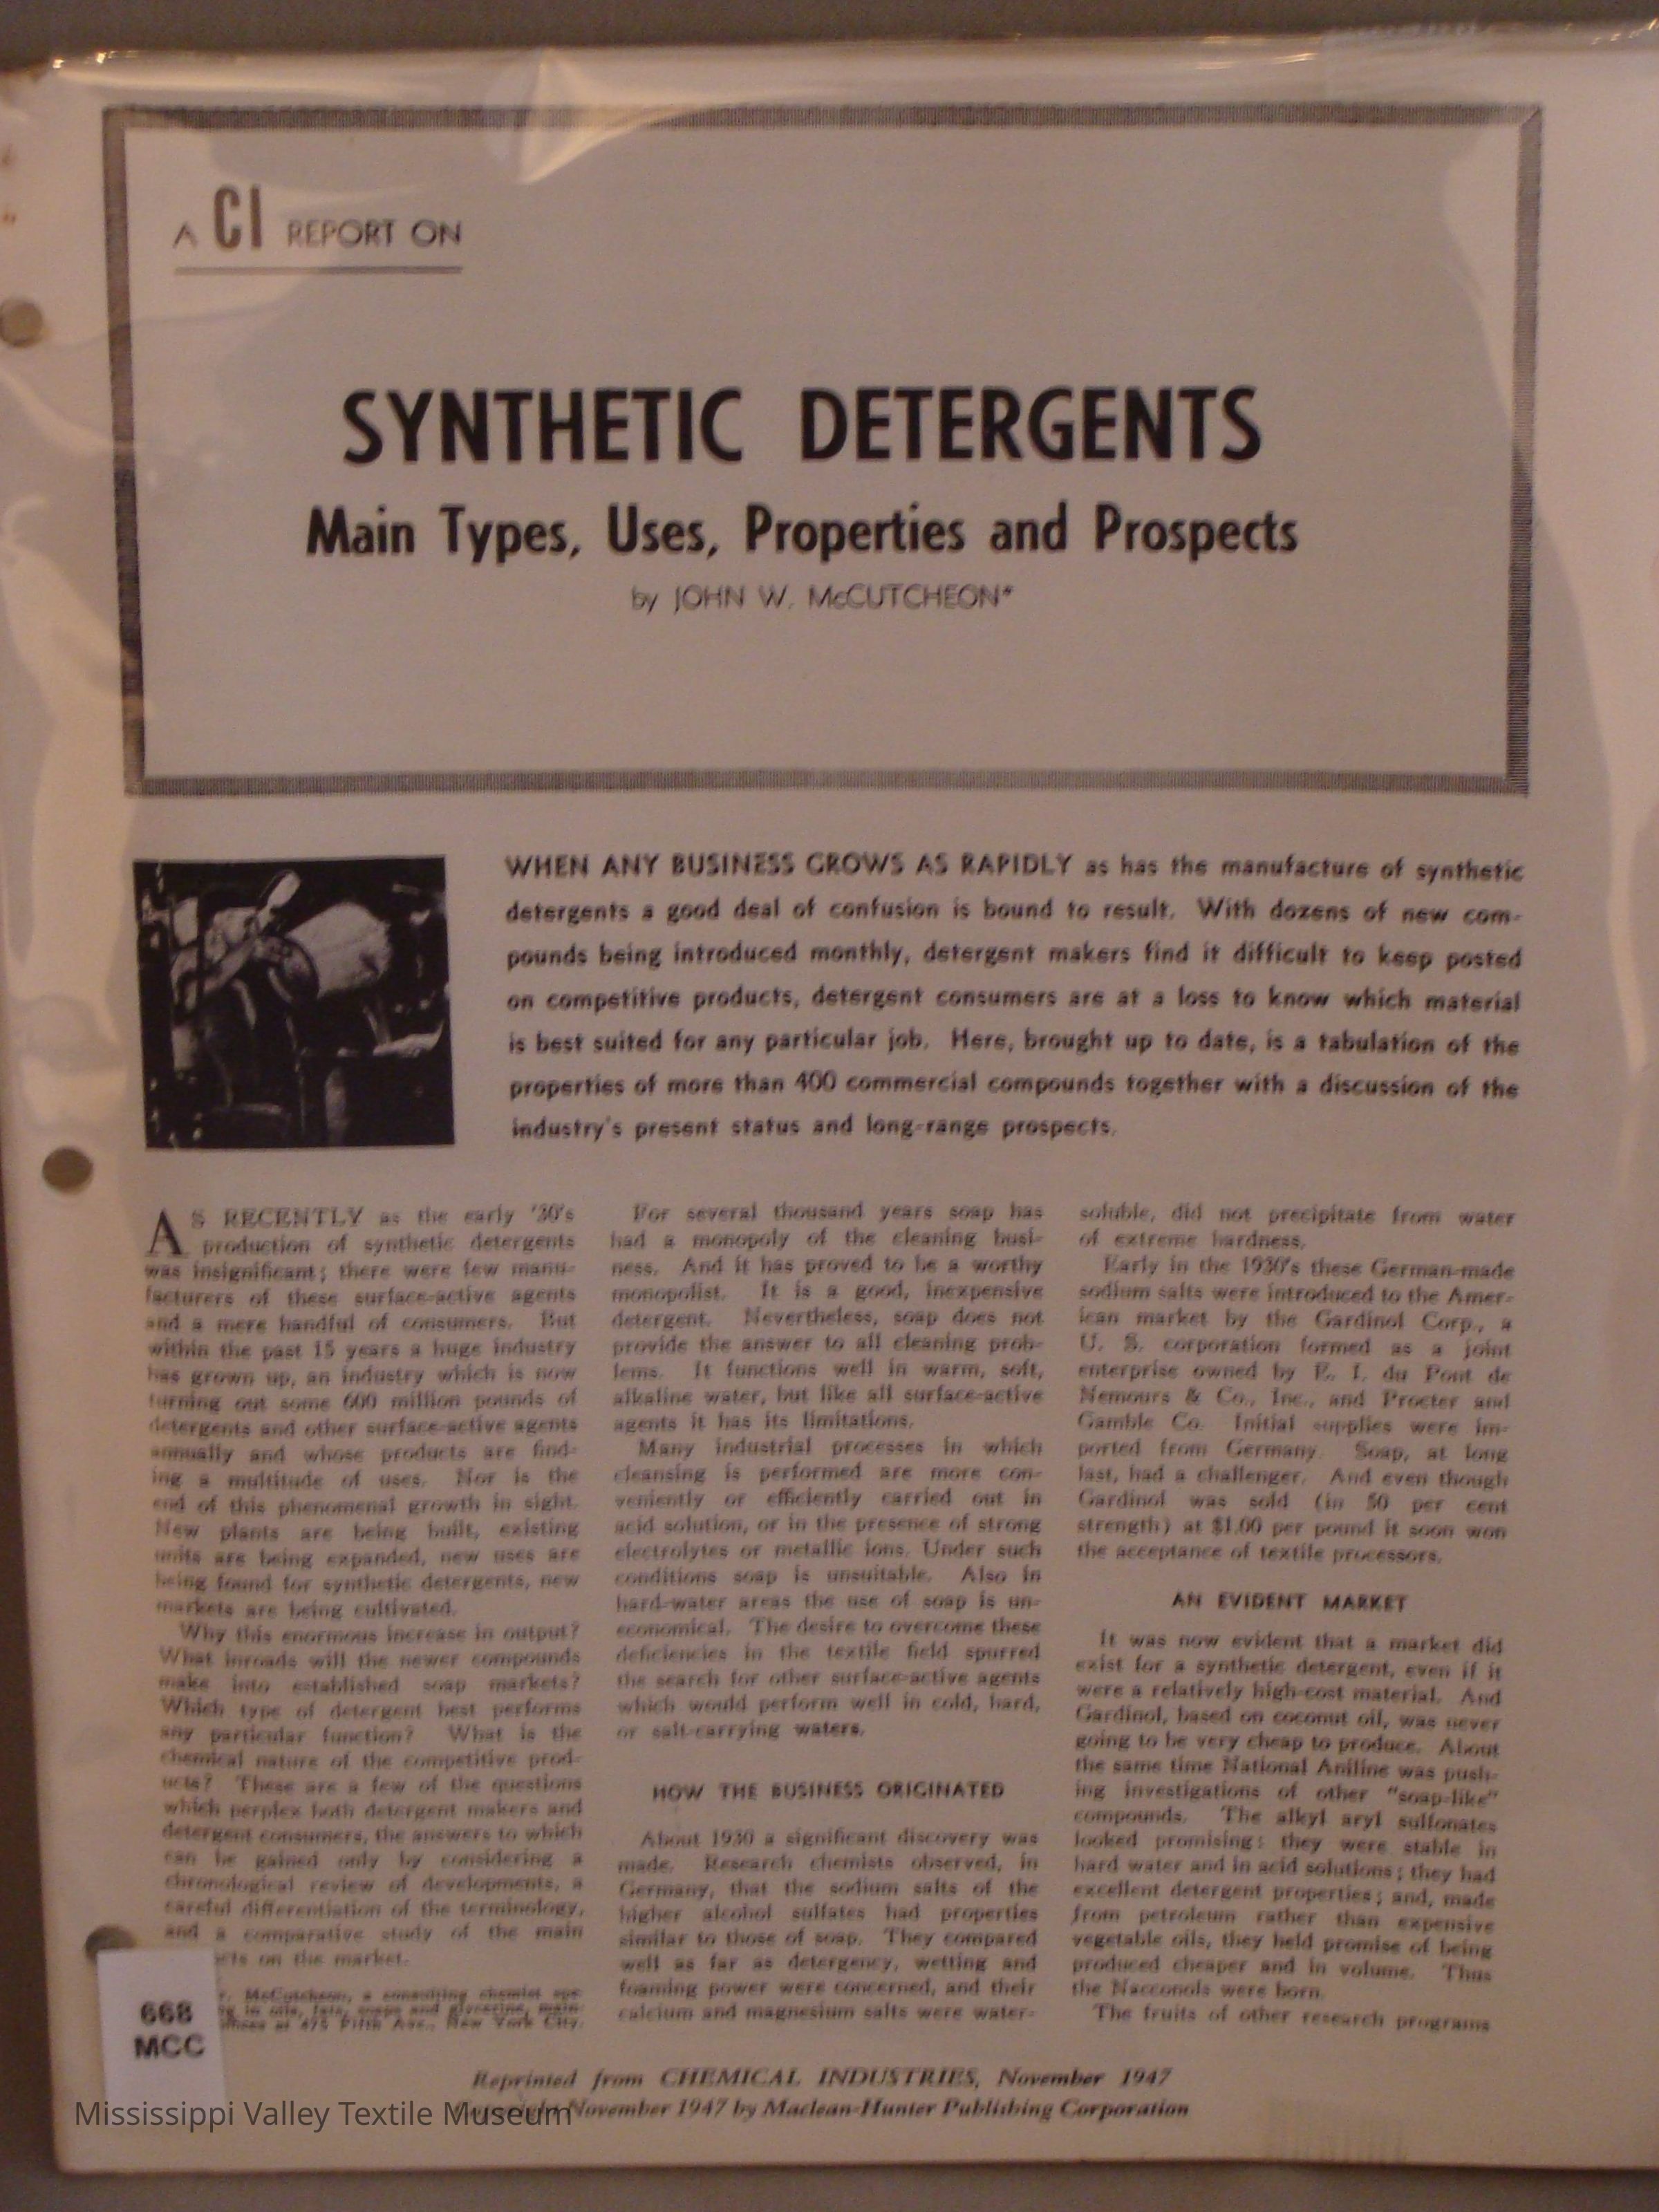 A CI REPORT ON
SYNTHETIC DETERGENTS
Main Types, Uses, Properties and Prospects
by JOHN W. McCUTCHEON*
WHEN ANY BUSINESS GROWS AS RAPIDLY as has the manufacture of synthetic
detergents a good deal of confusion is bound to result. With dozens of new com-
pounds being introduced monthly, detergent makers find it difficult to keep posted
on competitive products, detergent consumers are at a loss to know which material
is best suited for any particular job. Here, brought up to date, is a tabulation of the
properties of more than 400 commercial compounds together with a discussion of the
industry's present status and long-range prospects.
AS RECENTLY as the early '30's
production of synthetic detergents
was insignificant; there were few manu-
facturers of these surface-active agents
and a mere handful of consumers. But
within the past 15 years a huge industry
has grown up, an industry which is now
turning out some 600 million pounds of
detergents and other surface-active agents
annually and whose products are find-
ing a multitude of uses. Nor is the
end of this phenomenal growth in sight.
New plants are being built, existing
units are being expanded, new uses are
being found for synthetic detergents, new
markets are being cultivated.
Why this enormous increase in output?
What inroads will the newer compounds
make into established soap markets?
Which type of detergent best performs
any particular function? What is the
chemical nature of the competitive prod-
ucts? These are a few of the questions
which perplex both detergent makers and
detergent consumers, the answers to which
can be gained only by considering a
chronological review of developments, a
careful differentiation of the terminology,
and a comparative study of the main
on the market.
McCutcheon, a consulting chemist
in oils, fats, soaps and glycerine,
at 475 Fifth Ave., New York City.
For several thousand years soap has
had a monopoly of the cleaning busi-
ness. And it has proved to be a worthy
monopolist. It is a good, inexpensive
detergent. Nevertheless, soap does not
provide the answer to all cleaning prob-
lems. It functions well in warm, soft,
alkaline water, but like all surface-active
agents it has its limitations.
Many industrial processes in which
cleansing is performed are more con-
veniently or efficiently carried out in
acid solution, or in the presence of strong
electrolytes or metallic ions. Under such
conditions soap is unsuitable. Also in
hard-water areas the use of soap is un-
economical. The desire to overcome these
deficiencies in the textile field spurred
the search for other surface-active agents
which would perform well in cold, hard,
or salt-carrying waters.
HOW THE BUSINESS ORIGINATED
About 1930 a significant discovery was
made. Research chemists observed, in
Germany, that the sodium salts of the
higher alcohol sulfates had properties
similar to those of soap. They compared
well as far as detergency, wetting and
foaming power were concerned, and their
calcium and magnesium salts were water-
soluble, did not precipitate from water
of extreme hardness.
Early in the 1930's these German-made
sodium salts were introduced to the Amer-
ican market by the Gardinol Corp., a
U. S. corporation formed as a joint
enterprise owned by E. I. du Pont de
Nemours & Co., Inc., and Procter and
Gamble Co. Initial supplies were im-
ported from Germany. Soap, at long
last, had a challenger. And even though
Gardinol was sold (in 50 per cent
strength) at $1.00 per pound it soon won
the acceptance of textile processors.
AN EVIDENT MARKET
It was now evident that a market did
exist for a synthetic detergent, even if it
were a relatively high-cost material. And
Gardinol, based on coconut oil, was never
going to be very cheap to produce. About
the same time National Aniline was push-
ing investigations of other "soap-like"
compounds. The alkyl aryl sulfonates
looked promising: they were stable in
hard water and in acid solutions; they had
excellent detergent properties; and, made
from petroleum rather than expensive
vegetable oils, they held promise of being
produced cheaper and in volume. Thus
the Nacconols were born.
The fruits of other research programs
668
MCC
Reprinted from CHEMICAL INDUSTRIES, November 1947
November 1947 by Maclean-Hunter Publishing Corporation
Mississippi Valley Textile Museum